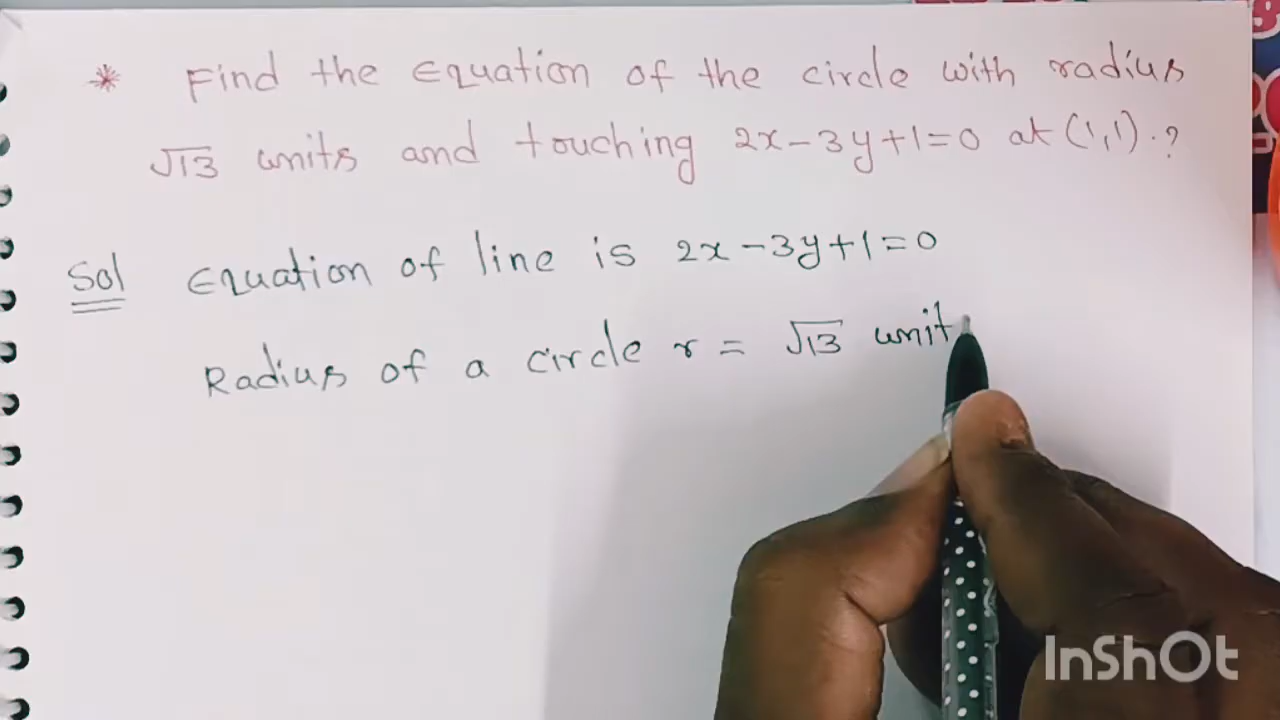 * Find the Equation of the circle with radius
√13 units and touching 2x-3y+1=0 at (1,1).?
Sol Equation of line is 2x-3y+1=0
Radius of a circle r = √13 unit
InShOt